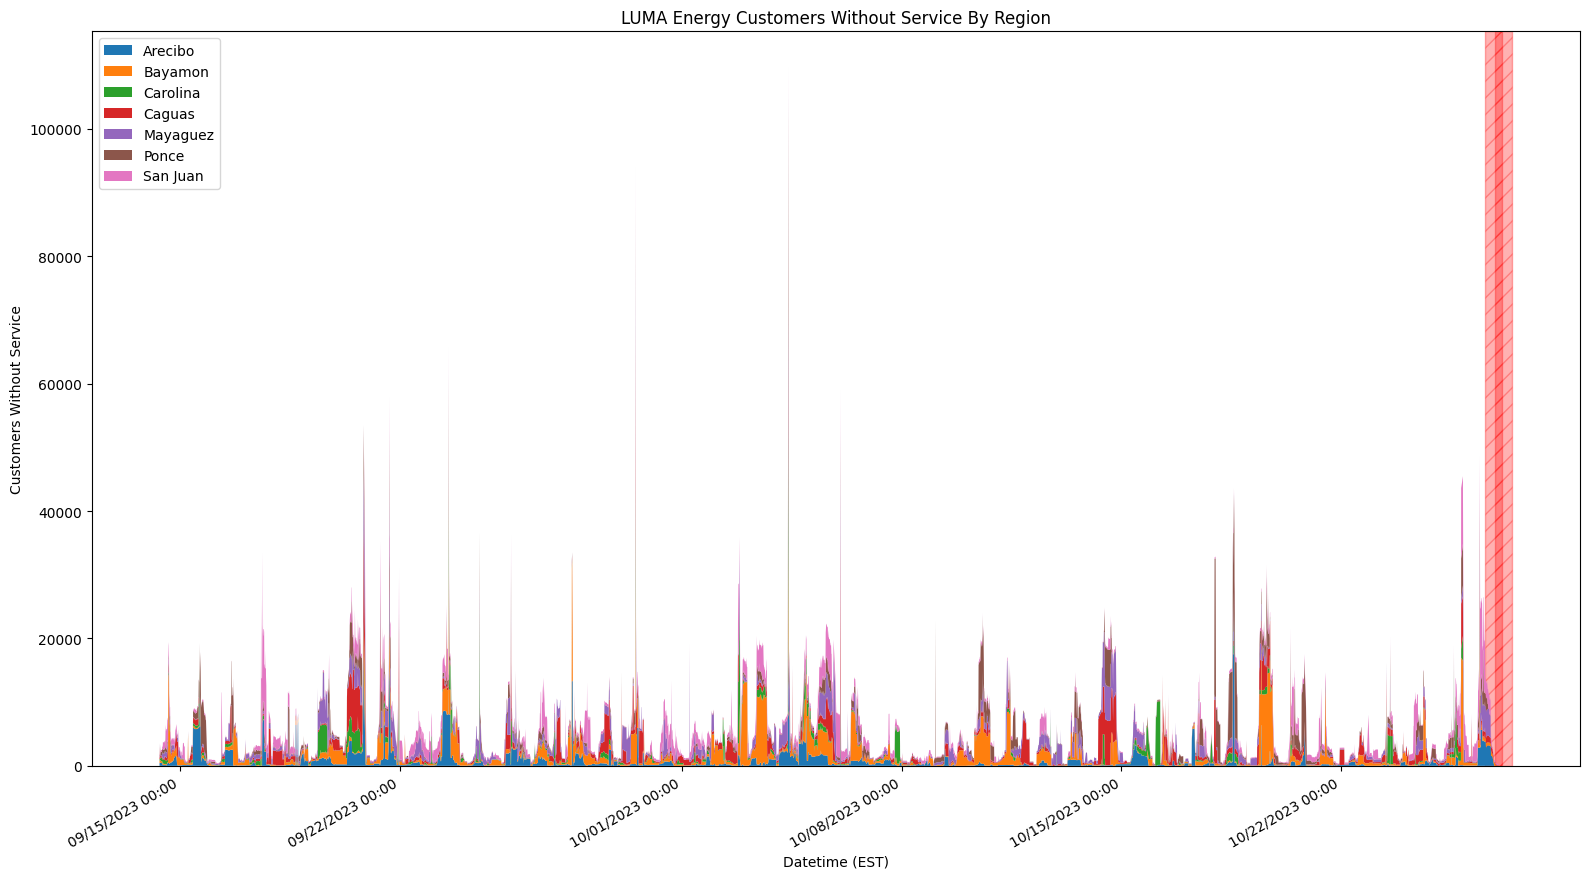 LUMA Energy Customers Without Service By Region
Arecibo
Bayamon
Carolina
Caguas
Mayaguez
Ponce
San Juan
100000
80000
60000
40000
20000
0
Customers Without Service
09/15/2023 00:00
09/22/2023 00:00
10/01/2023 00:00
10/08/2023 00:00
10/15/2023 00:00
10/22/2023 00:00
Datetime (EST)